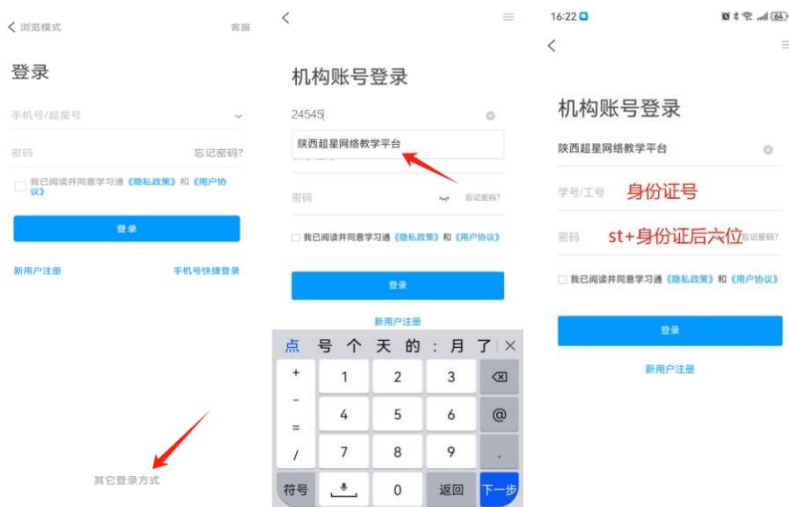 浏览模式
客服
登录
手机号/超星号
密码
忘记密码?
我已阅读并同意学习通《隐私政策》和《用户协
议》
登录
新用户注册
手机号快捷登录
其它登录方式
机构账号登录
24545
陕西超星网络教学平台
密码
忘记密码?
我已阅读并同意学习通《隐私政策》和《用户协议》
登录
新用户注册
点 号 个 天 的 : 月 了
+ 1 2 3
- 4 5 6 @
= 7 8 9 .
/
符号 0 返回 下一步
16:22
64
机构账号登录
陕西超星网络教学平台
学号/工号 身份证号
密码 st+身份证后六位 忘记密码?
我已阅读并同意学习通《隐私政策》和《用户协议》
登录
新用户注册